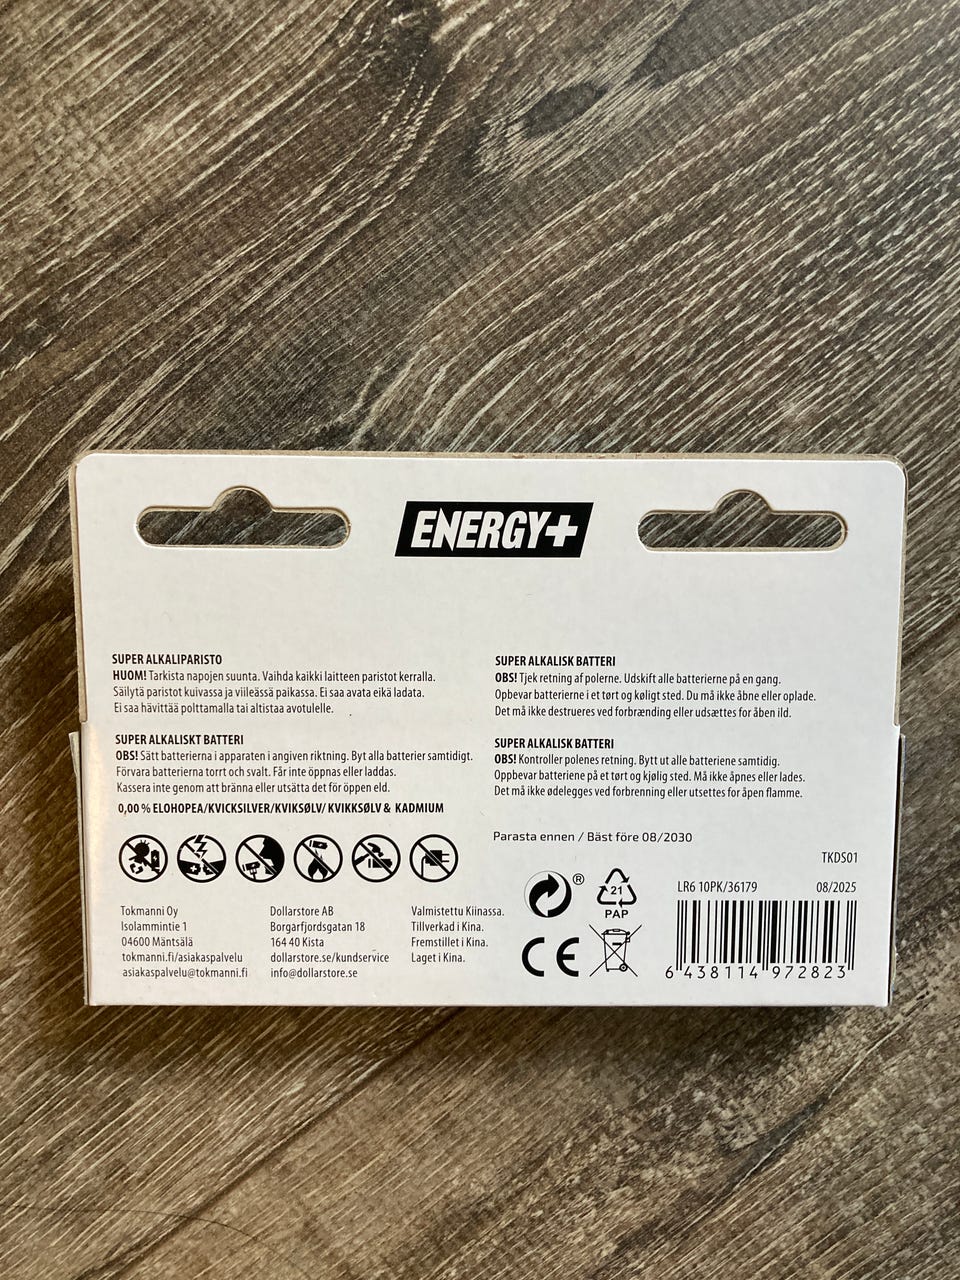 ENERGY+
SUPER ALKALIPARISTO
HUOM! Tarkista napojen suunta. Vaihda kaikki laitteen paristot kerralla.
Säilytä paristot kuivassa ja viileässä paikassa. Ei saa avata eikä ladata.
Ei saa hävittää polttamalla tai altistaa avotulelle.
SUPER ALKALISKT BATTERI
OBS! Sätt batterierna i apparaten i angiven riktning. Byt alla batterier samtidigt.
Förvara batterierna torrt och svalt. Får inte öppnas eller laddas.
Kassera inte genom att bränna eller utsätta det för öppen eld.
0,00 % ELOHOPEA/KVICKSILVER/KVIKSØLV/ KVIKKSØLV & KADMIUM
SUPER ALKALISK BATTERI
OBS! Tjek retning af polerne. Udskift alle batterierne på en gang.
Opbevar batterierne i et tørt og køligt sted. Du må ikke åbne eller oplade.
Det må ikke destrueres ved forbrænding eller udsættes for åben ild.
SUPER ALKALISK BATTERI
OBS! Kontroller polenes retning. Bytt ut alle batteriene samtidig.
Oppbevar batteriene på et tørt og kjølig sted. Må ikke åpnes eller lades.
Det må ikke ødelegges ved forbrenning eller utsettes for åpen flamme.
Parasta ennen / Bäst före 08/2030
Tokmanni Oy
Isolammintie 1
04600 Mäntsälä
tokmanni.fi/asiakaspalvelu
asiakaspalvelu@tokmanni.fi
Dollarstore AB
Borgarfjordsgatan 18
164 40 Kista
dollarstore.se/kundservice
info@dollarstore.se
Valmistettu Kiinassa.
Tillverkad i Kina.
Fremstillet i Kina.
Laget i Kina.
®
21
PAP
CE
TKDS01
LR6 10PK/36179 08/2025
6 438114 972823